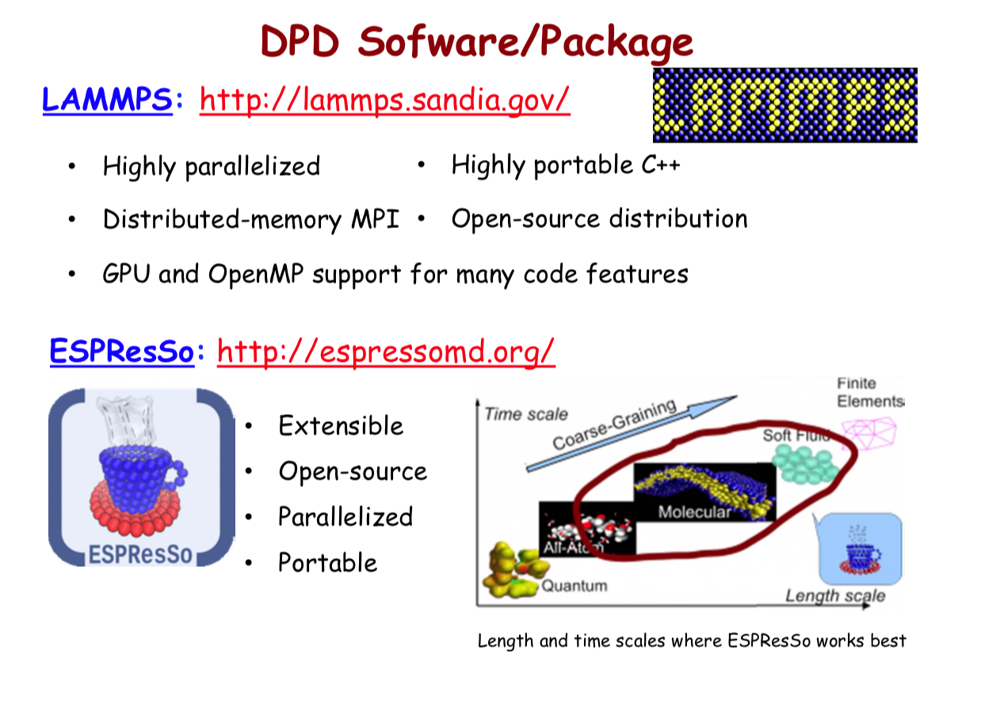 DPD Sofware/Package
LAMMPS: http://lammps.sandia.gov/
LAMMPS
• Highly parallelized
• Highly portable C++
• Distributed-memory MPI
• Open-source distribution
• GPU and OpenMP support for many code features
ESPResSo: http://espressomd.org/
ESPResSo
• Extensible
• Open-source
• Parallelized
• Portable
Time scale
Coarse-Graining
Finite
Elements
Soft Fluid
Molecular
All-Atom
Quantum
Length scale
Length and time scales where ESPResSo works best